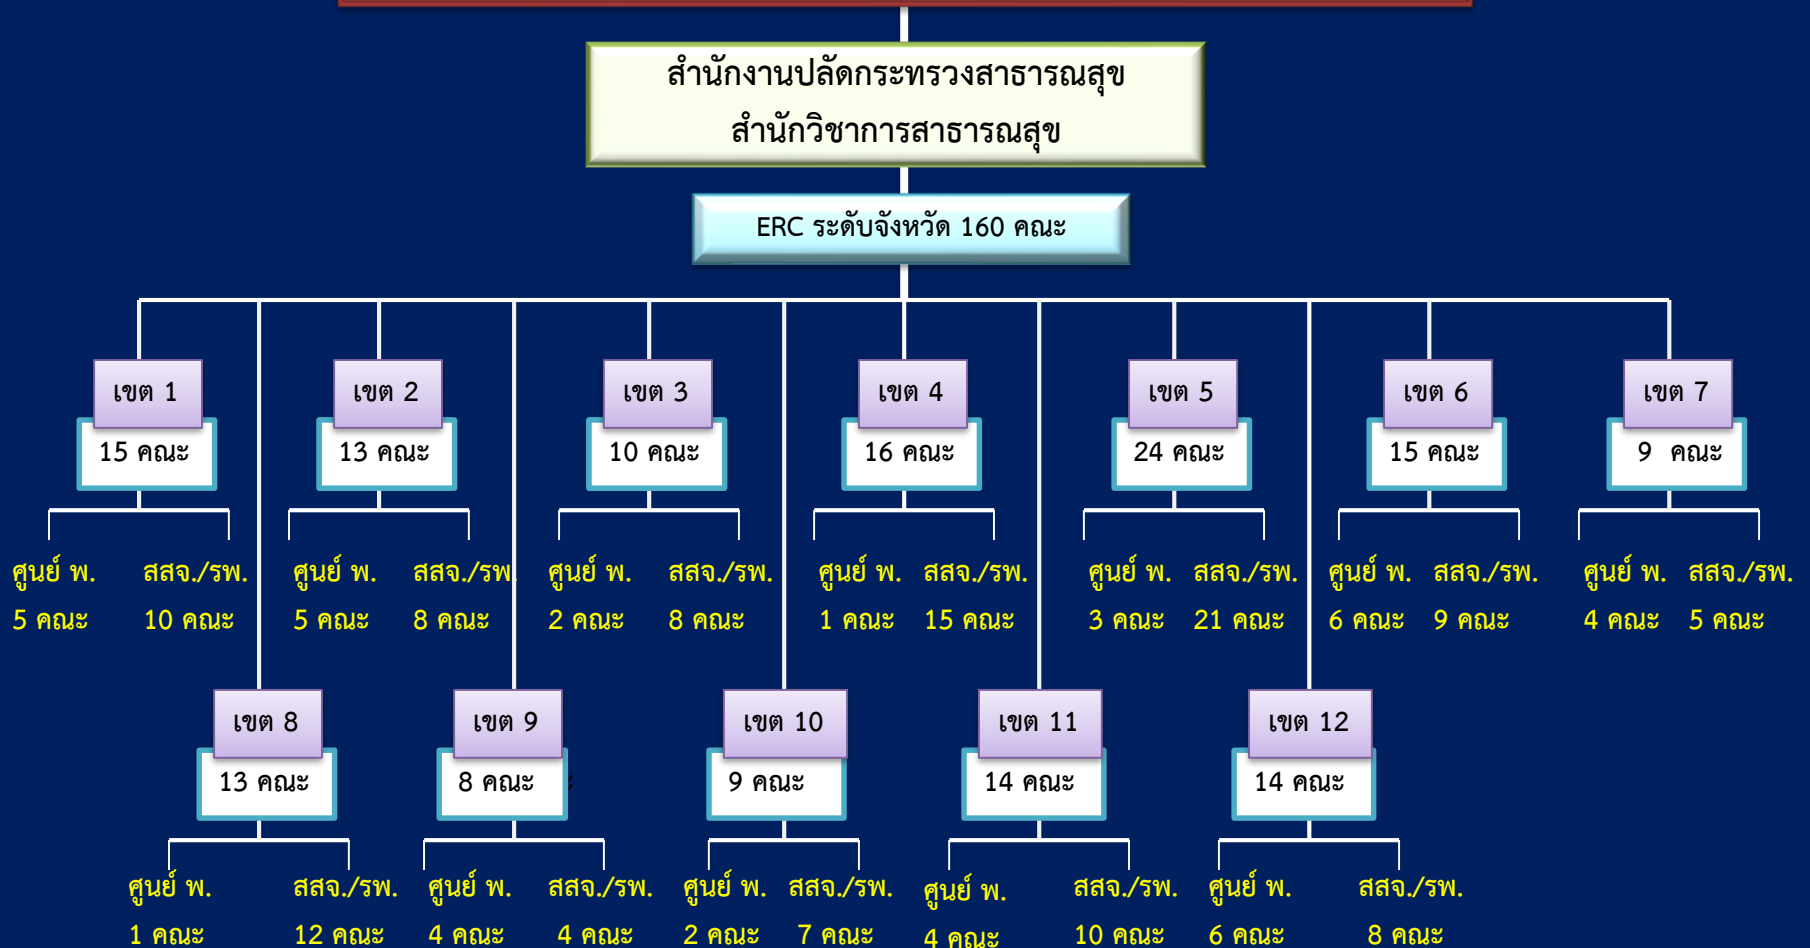 สำนักงานปลัดกระทรวงสาธารณสุข
สำนักวิชาการสาธารณสุข
ERC ระดับจังหวัด 160 คณะ
เขต 1
15 คณะ
ศูนย์ พ.
5 คณะ
สสจ./รพ.
10 คณะ
เขต 2
13 คณะ
ศูนย์ พ.
5 คณะ
สสจ./รพ.
8 คณะ
เขต 3
10 คณะ
ศูนย์ พ.
2 คณะ
สสจ./รพ.
8 คณะ
เขต 4
16 คณะ
ศูนย์ พ.
1 คณะ
สสจ./รพ.
15 คณะ
เขต 5
24 คณะ
ศูนย์ พ.
3 คณะ
สสจ./รพ.
21 คณะ
เขต 6
15 คณะ
ศูนย์ พ.
6 คณะ
สสจ./รพ.
9 คณะ
เขต 7
9 คณะ
ศูนย์ พ.
4 คณะ
สสจ./รพ.
5 คณะ
เขต 8
13 คณะ
ศูนย์ พ.
1 คณะ
สสจ./รพ.
12 คณะ
เขต 9
8 คณะ
ศูนย์ พ.
4 คณะ
สสจ./รพ.
4 คณะ
เขต 10
9 คณะ
ศูนย์ พ.
2 คณะ
สสจ./รพ.
7 คณะ
เขต 11
14 คณะ
ศูนย์ พ.
4 คณะ
สสจ./รพ.
10 คณะ
เขต 12
14 คณะ
ศูนย์ พ.
6 คณะ
สสจ./รพ.
8 คณะ